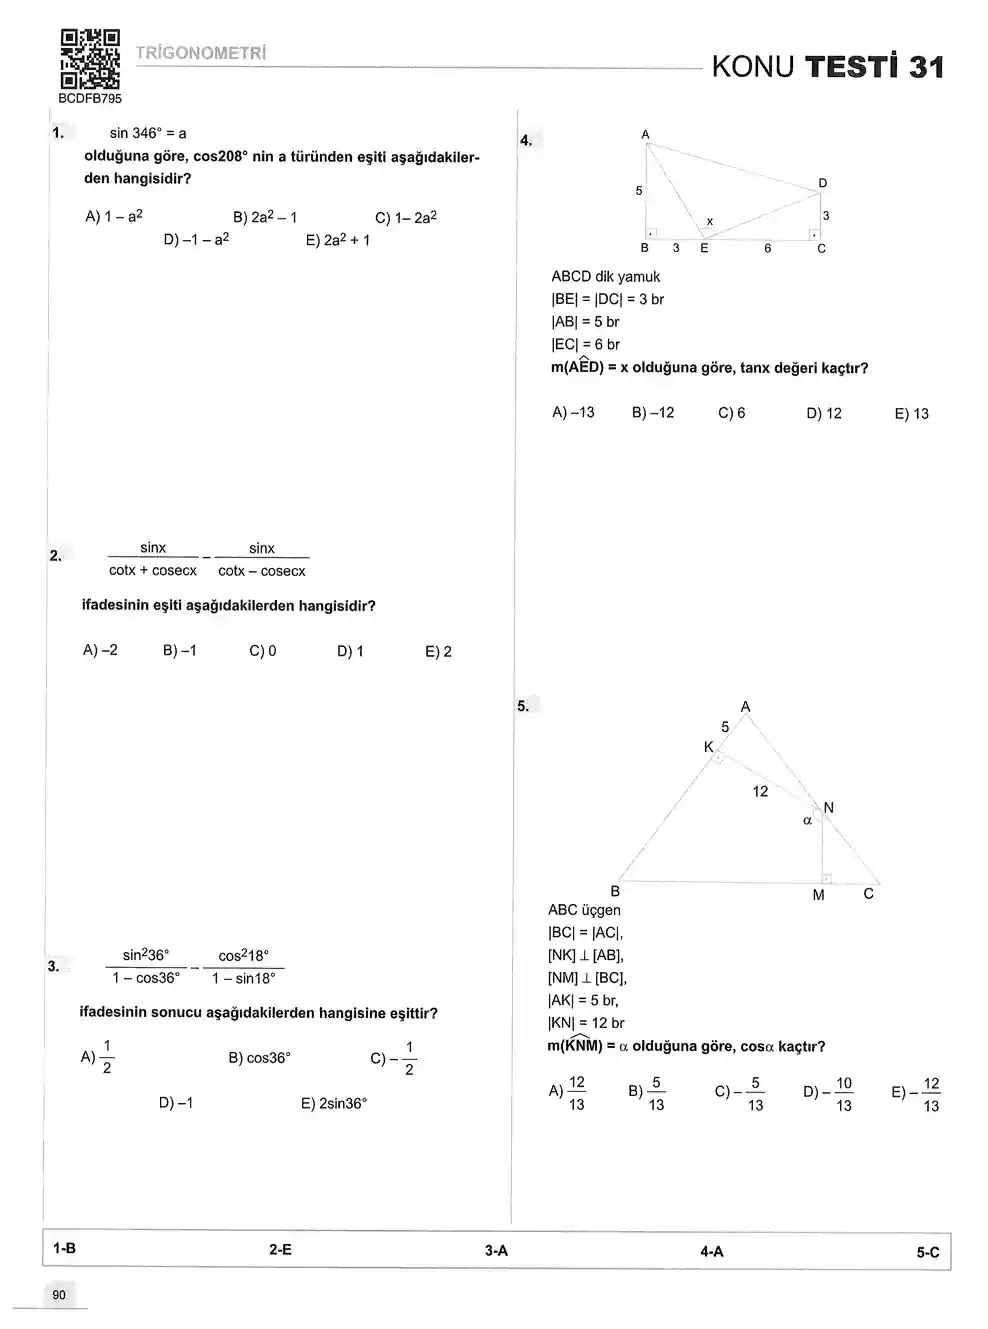 BCDFB795
TRİGONOMETRİ
KONU TESTİ 31
1. sin 346° = a
olduğuna göre, cos208° nin a türünden eşiti aşağıdakiler-
den hangisidir?
A) 1 – a²
B) 2a² – 1
C) 1– 2a²
D) –1 – a²
E) 2a² + 1
2. sinx / (cotx + cosecx) – sinx / (cotx – cosecx)
ifadesinin eşiti aşağıdakilerden hangisidir?
A) –2
B) –1
C) 0
D) 1
E) 2
3. sin²36° / (1 – cos36°) – cos²18° / (1 – sin18°)
ifadesinin sonucu aşağıdakilerden hangisine eşittir?
A) 1/2
B) cos36°
C) – 1/2
D) –1
E) 2sin36°
4.
A
D
5
3
x
B 3 E 6 C
ABCD dik yamuk
|BE| = |DC| = 3 br
|AB| = 5 br
|EC| = 6 br
m(AÊD) = x olduğuna göre, tanx değeri kaçtır?
A) –13
B) –12
C) 6
D) 12
E) 13
5.
A
5
K
12
N
α
B
M
C
ABC üçgen
|BC| = |AC|,
[NK] ⊥ [AB],
[NM] ⊥ [BC],
|AK| = 5 br,
|KN| = 12 br
m(KNM) = α olduğuna göre, cosα kaçtır?
A) 12/13
B) 5/13
C) – 5/13
D) – 10/13
E) – 12/13
1-B
2-E
3-A
4-A
5-C
90